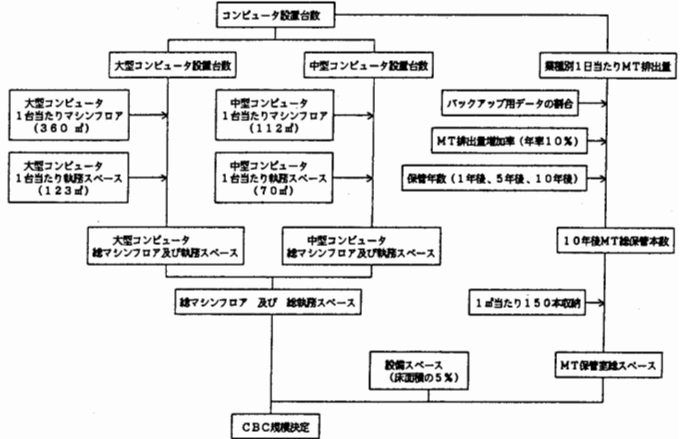 コンピュータ設置台数
大型コンピュータ設置台数
中型コンピュータ設置台数
業種別1日当たりMT排出量
大型コンピュータ
1台当たりマシンフロア
(360㎡)
中型コンピュータ
1台当たりマシンフロア
(112㎡)
バックアップ用データの割合
MT排出量増加率(年率10%)
大型コンピュータ
1台当たり執務スペース
(123㎡)
中型コンピュータ
1台当たり執務スペース
(70㎡)
保管年数(1年後、5年後、10年後)
大型コンピュータ
総マシンフロア及び執務スペース
中型コンピュータ
総マシンフロア及び執務スペース
10年後MT総保管本数
総マシンフロア 及び 総執務スペース
1㎡当たり150本収納
設備スペース
(床面積の5%)
MT保管室総スペース
CBC規模決定